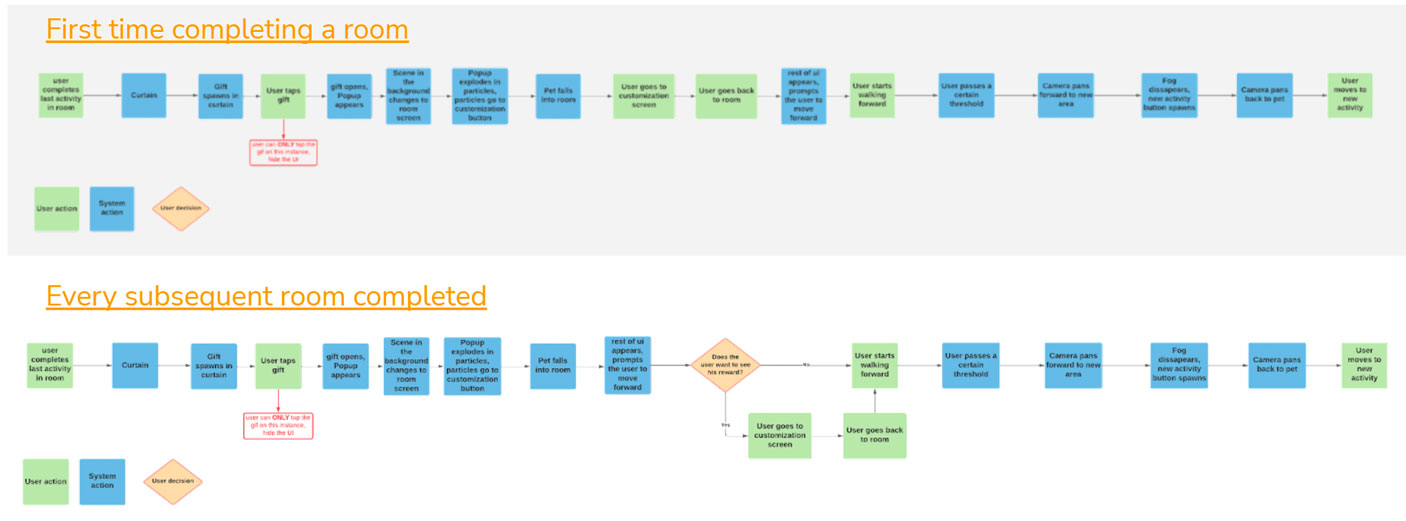 First time completing a room
user
completes
last activity
in room
Curtain
Gift
spawns in
curtain
User taps
gift
gift opens,
Popup
appears
Scene in
the
background
changes to
room
screen
Popup
explodes in
particles,
particles go to
customization
button
Pet falls
into room
User goes to
customization
screen
User goes back
to room
rest of ui
appears,
prompts
the user to
move
forward
User starts
walking
forward
User passes a
certain
threshold
Camera pans
forward to new
area
Fog
dissapears,
new activity
button spawns
Camera pans
back to pet
User
moves to
new
activity
user can ONLY tap the
gif on this instance,
hide the UI
User action
System
action
User decision
Every subsequent room completed
user
completes
last activity
in room
Curtain
Gift
spawns in
curtain
User taps
gift
gift opens,
Popup
appears
Scene in
the
background
changes to
room
screen
Popup
explodes in
particles,
particles go to
customization
button
Pet falls
into room
rest of ui
appears,
prompts
the user to
move
forward
Does the
user want to see
his reward?
No
User starts
walking
forward
User passes a
certain
threshold
Camera pans
forward to new
area
Fog
dissapears,
new activity
button spawns
Camera pans
back to pet
User
moves to
new
activity
user can ONLY tap the
gif on this instance,
hide the UI
Yes
User goes to
customization
screen
User goes back
to room
User action
System
action
User decision